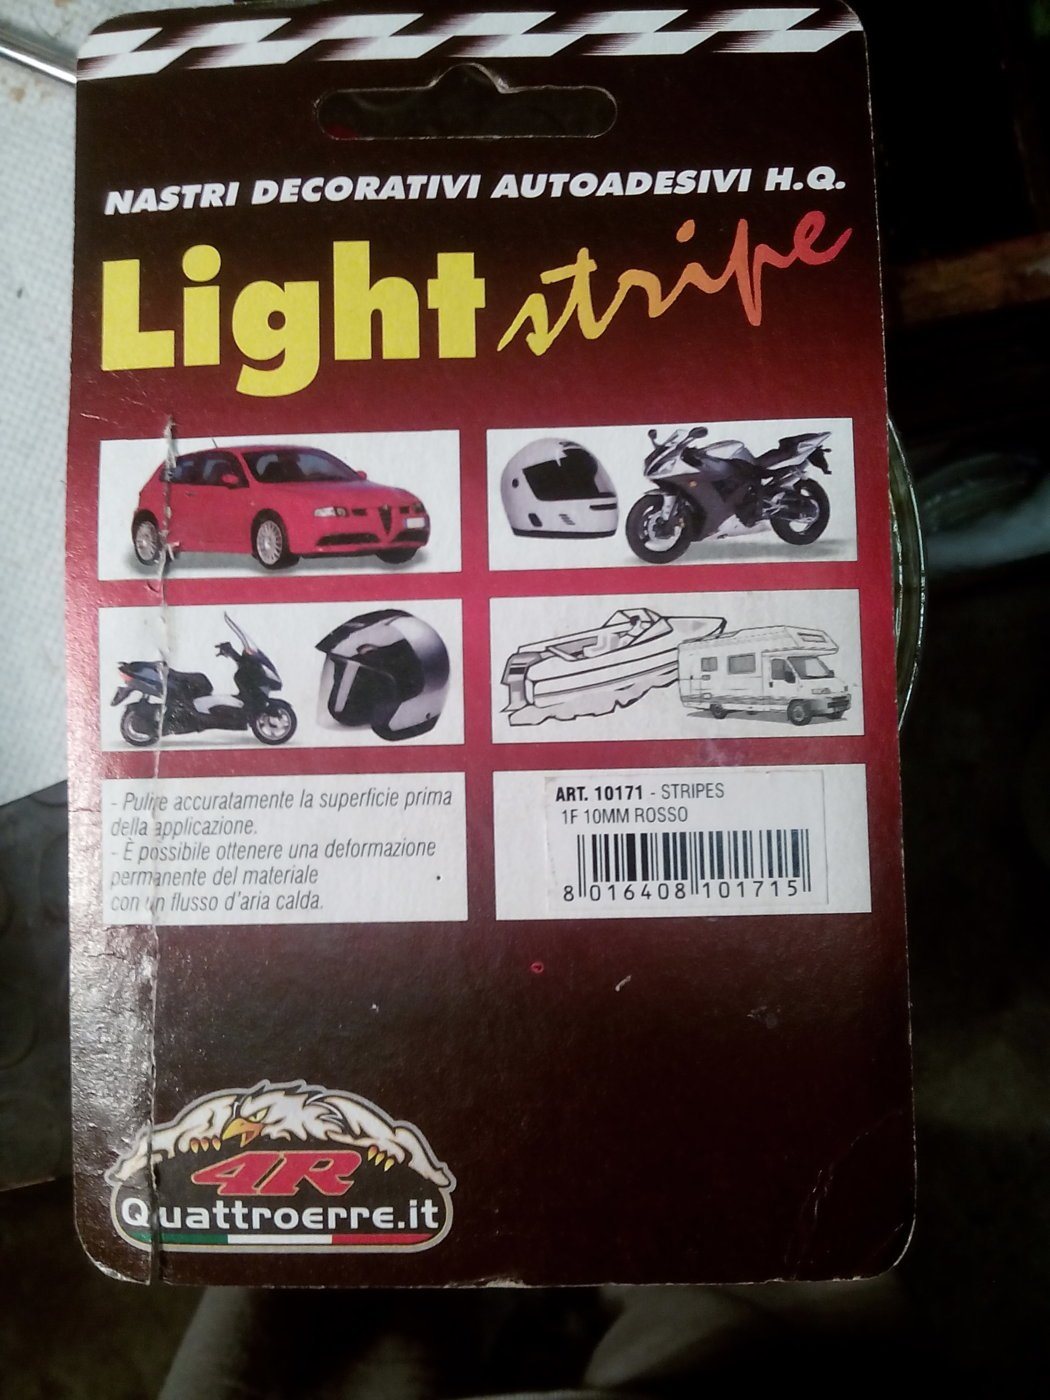 NASTRI DECORATIVI AUTOADESIVI H.Q.
Light stripe
- Pulire accuratamente la superficie prima
della applicazione.
- È possibile ottenere una deformazione
permanente del materiale
con un flusso d'aria calda.
ART. 10171 - STRIPES
1F 10MM ROSSO
8 016408 101715
4R
Quattroerre.it